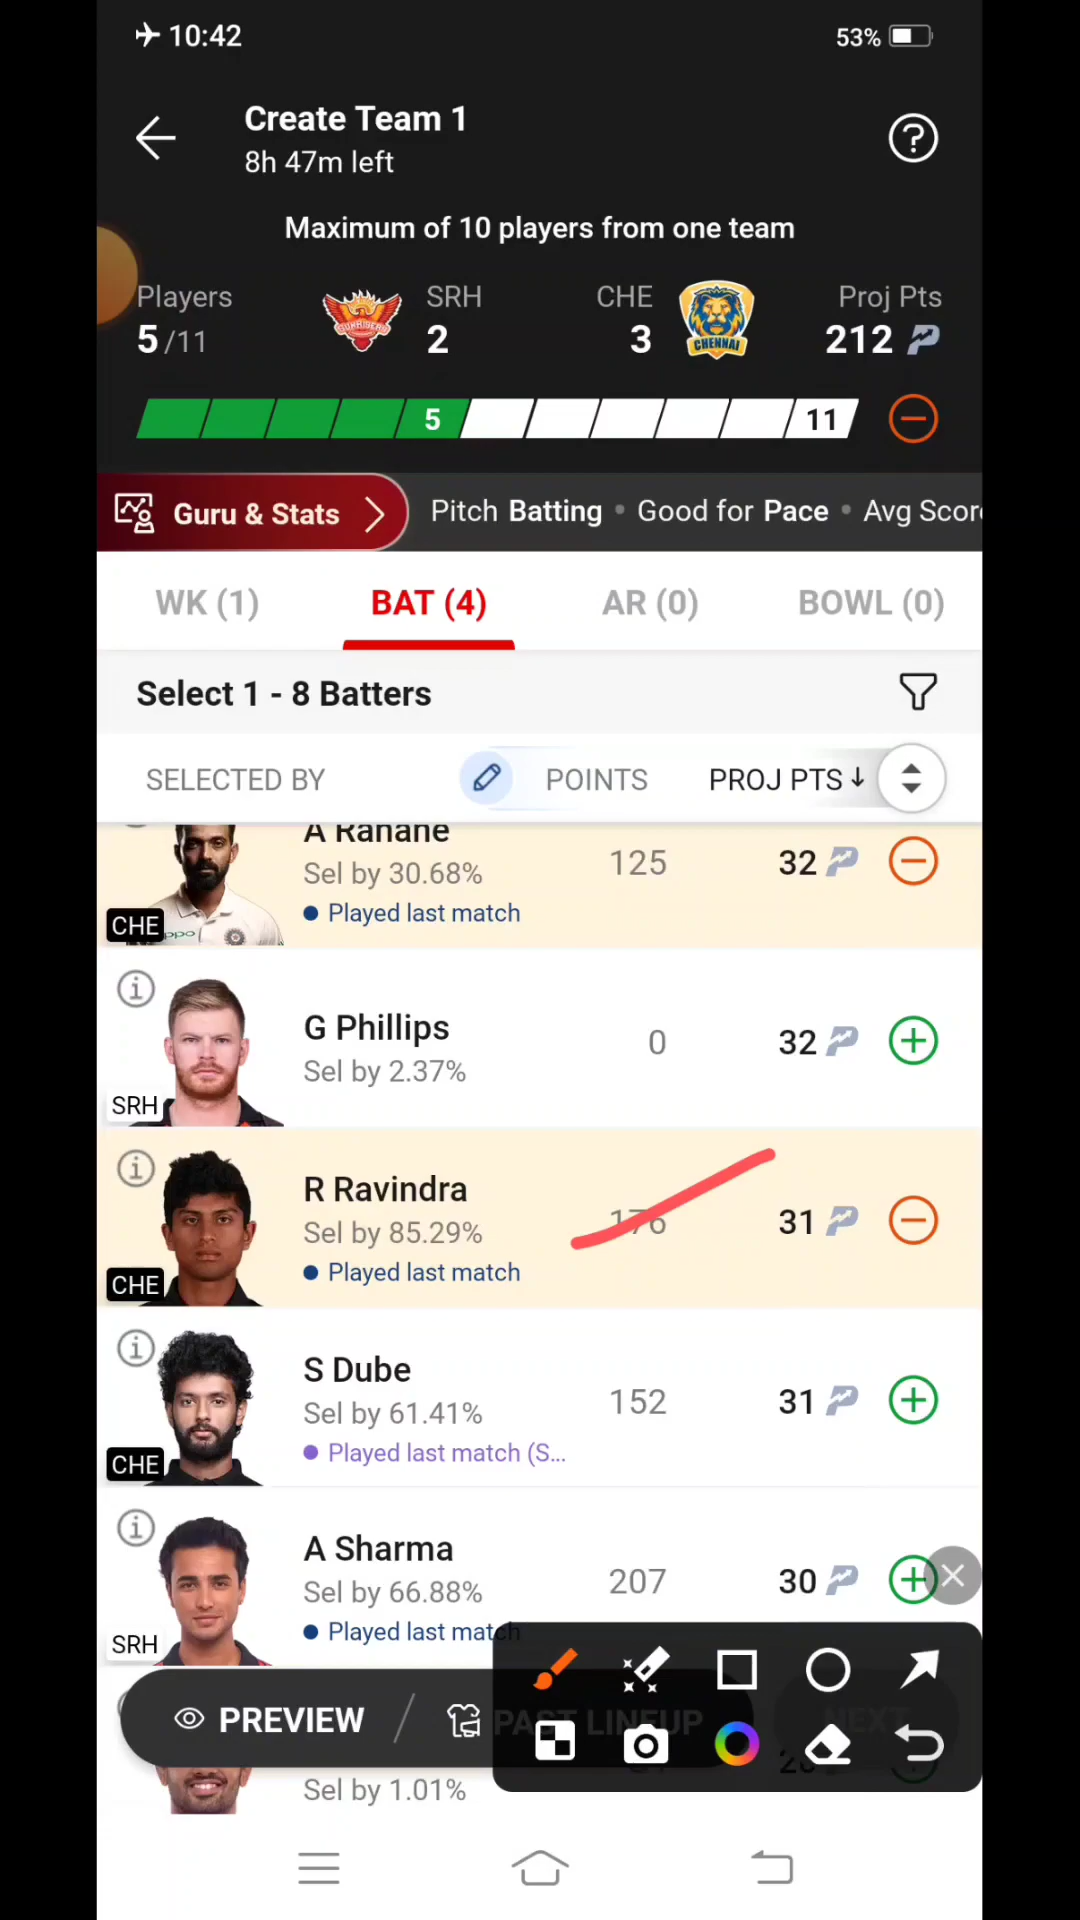 10:42
53%
Create Team 1
8h 47m left
Maximum of 10 players from one team
Players
5/11
SRH
2
CHE
3
CHENNAI
Proj Pts
212
5
11
Guru & Stats
Pitch Batting • Good for Pace • Avg Scor
WK (1)
BAT (4)
AR (0)
BOWL (0)
Select 1 - 8 Batters
SELECTED BY
POINTS
PROJ PTS ↓
A Rahane
Sel by 30.68%
Played last match
CHE
125
32
G Phillips
Sel by 2.37%
SRH
0
32
R Ravindra
Sel by 85.29%
Played last match
CHE
176
31
S Dube
Sel by 61.41%
Played last match (S...
CHE
152
31
A Sharma
Sel by 66.88%
Played last match
SRH
207
30
PREVIEW
PAST LINEUP
NEXT
Sel by 1.01%